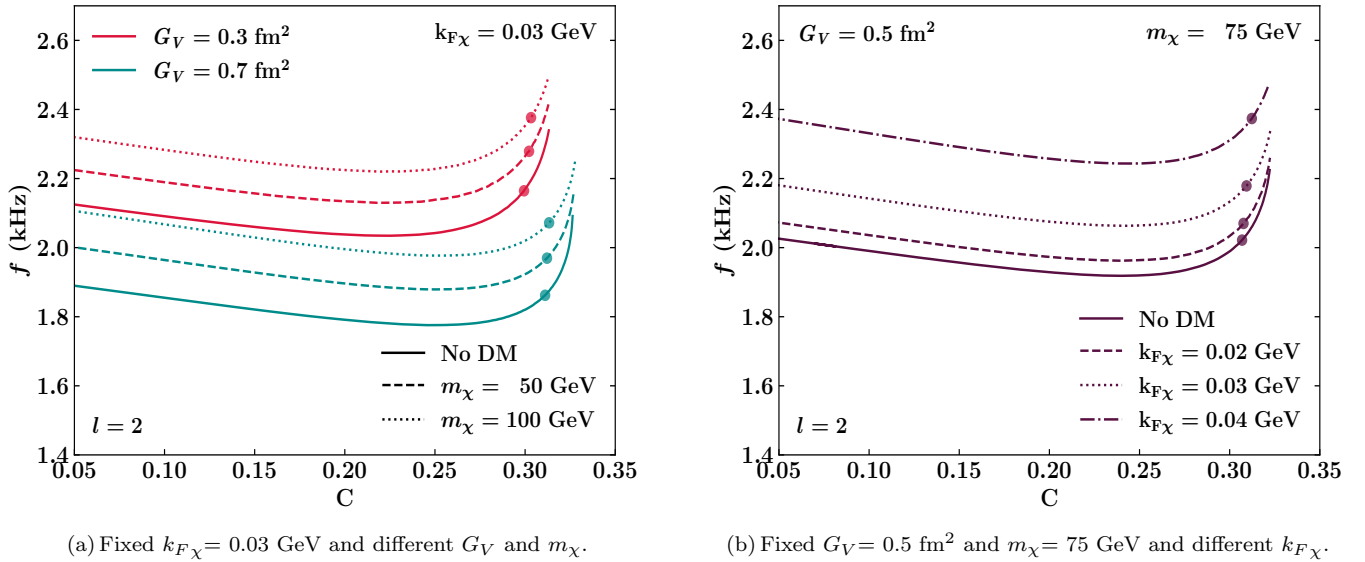 2.6
2.4
2.2
2.0
1.8
1.6
1.4
f (kHz)
G_V = 0.3 fm²
G_V = 0.7 fm²
k_Fχ = 0.03 GeV
No DM
m_χ = 50 GeV
m_χ = 100 GeV
l = 2
0.05 0.10 0.15 0.20 0.25 0.30 0.35
C
(a) Fixed k_Fχ= 0.03 GeV and different G_V and m_χ.
2.6
2.4
2.2
2.0
1.8
1.6
1.4
f (kHz)
G_V = 0.5 fm²
m_χ = 75 GeV
No DM
k_Fχ = 0.02 GeV
k_Fχ = 0.03 GeV
k_Fχ = 0.04 GeV
l = 2
0.05 0.10 0.15 0.20 0.25 0.30 0.35
C
(b) Fixed G_V= 0.5 fm² and m_χ= 75 GeV and different k_Fχ.